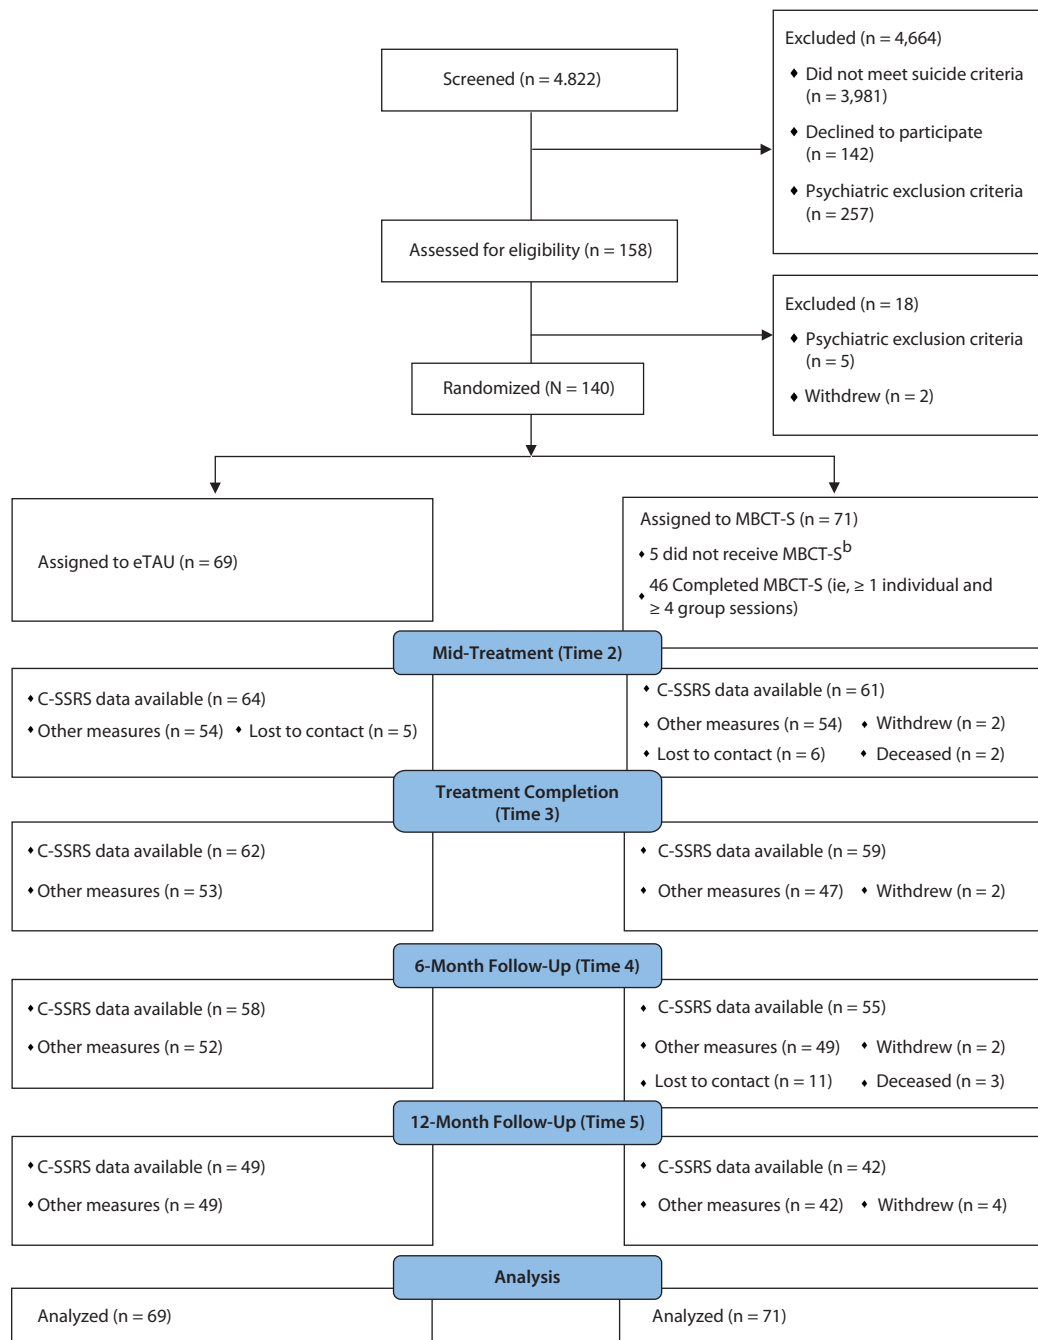 Screened (n = 4.822)
Excluded (n = 4,664)
♦ Did not meet suicide criteria
(n = 3,981)
♦ Declined to participate
(n = 142)
♦ Psychiatric exclusion criteria
(n = 257)
Assessed for eligibility (n = 158)
Excluded (n = 18)
♦ Psychiatric exclusion criteria
(n = 5)
♦ Withdrew (n = 2)
Randomized (N = 140)
Assigned to eTAU (n = 69)
Assigned to MBCT-S (n = 71)
♦ 5 did not receive MBCT-S^b
♦ 46 Completed MBCT-S (ie, ≥ 1 individual and
≥ 4 group sessions)
Mid-Treatment (Time 2)
♦ C-SSRS data available (n = 64)
♦ Other measures (n = 54) ♦ Lost to contact (n = 5)
♦ C-SSRS data available (n = 61)
♦ Other measures (n = 54) ♦ Withdrew (n = 2)
♦ Lost to contact (n = 6) ♦ Deceased (n = 2)
Treatment Completion
(Time 3)
♦ C-SSRS data available (n = 62)
♦ Other measures (n = 53)
♦ C-SSRS data available (n = 59)
♦ Other measures (n = 47) ♦ Withdrew (n = 2)
6-Month Follow-Up (Time 4)
♦ C-SSRS data available (n = 58)
♦ Other measures (n = 52)
♦ C-SSRS data available (n = 55)
♦ Other measures (n = 49) ♦ Withdrew (n = 2)
♦ Lost to contact (n = 11) ♦ Deceased (n = 3)
12-Month Follow-Up (Time 5)
♦ C-SSRS data available (n = 49)
♦ Other measures (n = 49)
♦ C-SSRS data available (n = 42)
♦ Other measures (n = 42) ♦ Withdrew (n = 4)
Analysis
Analyzed (n = 69)
Analyzed (n = 71)